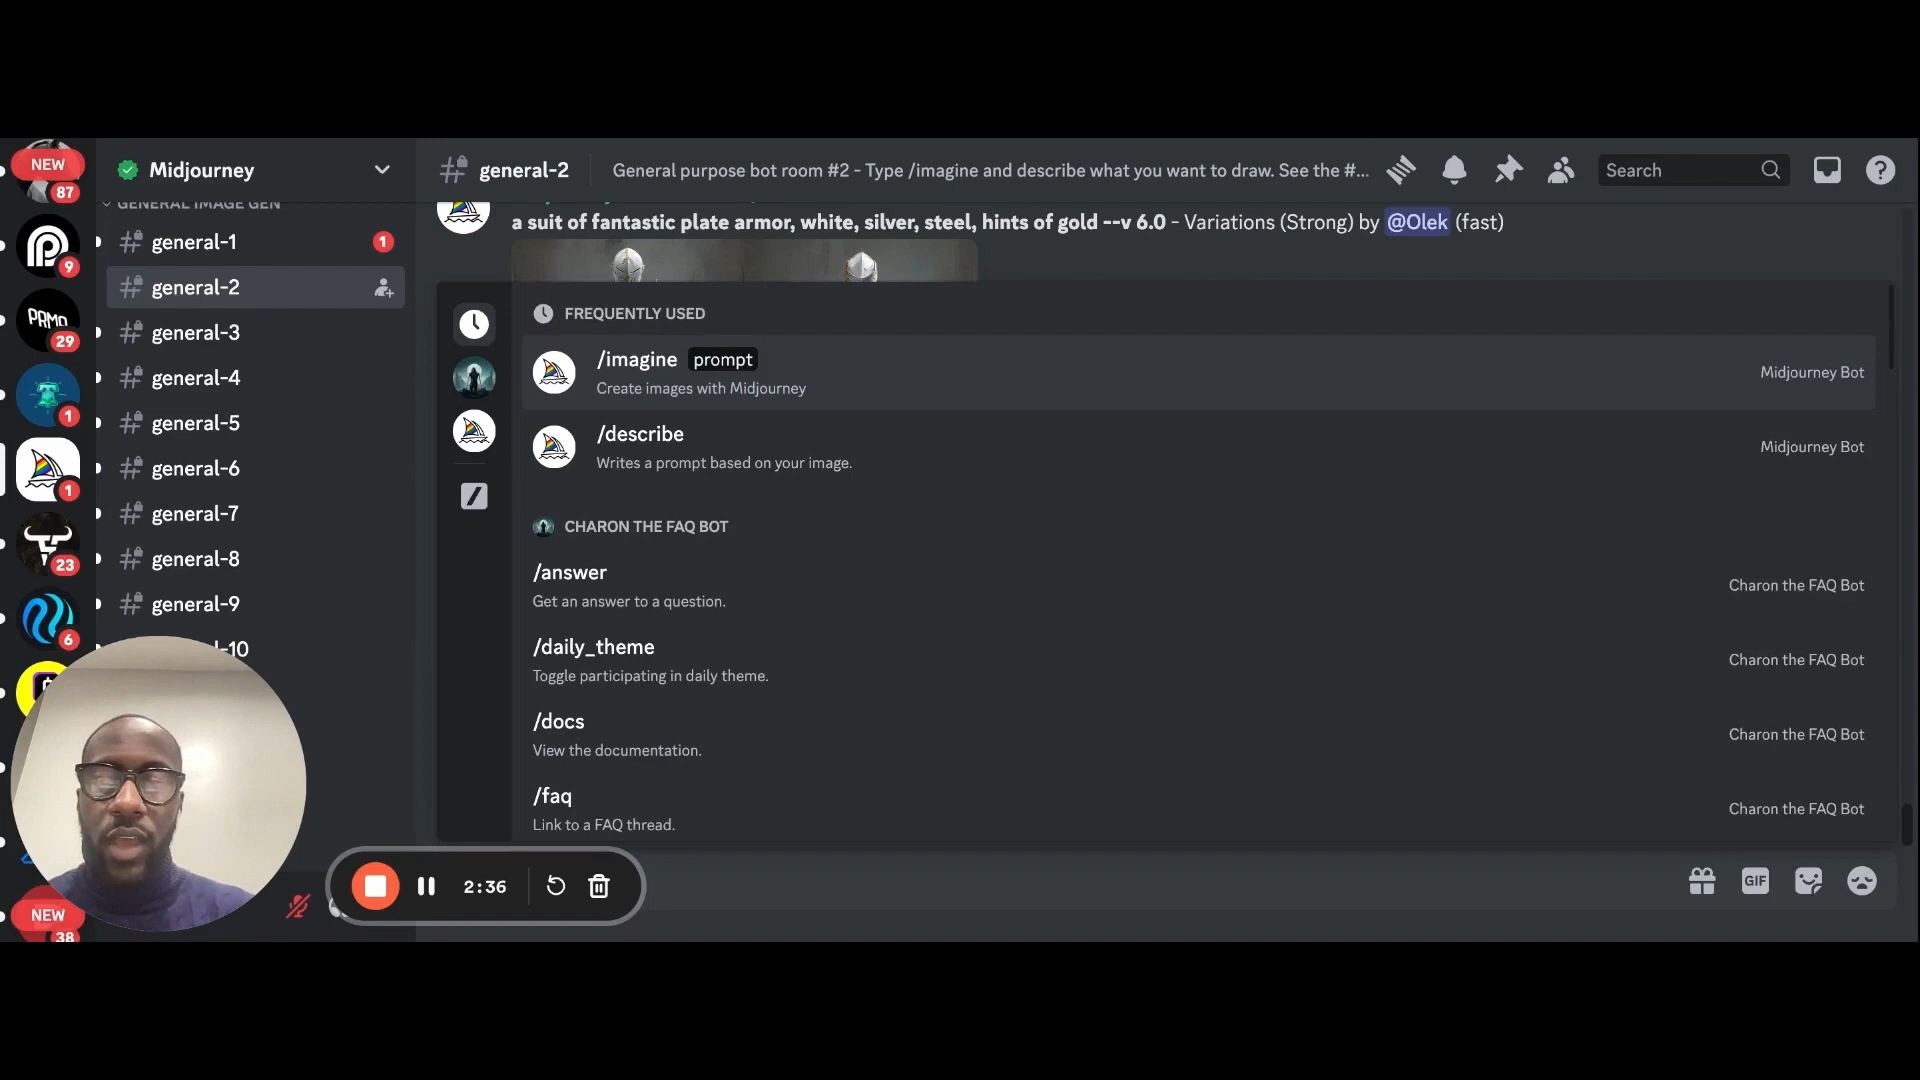 NEW
87
9
PRMD
29
1
1
23
6
NEW
38
Midjourney
GENERAL IMAGE GEN
general-1
1
general-2
general-3
general-4
general-5
general-6
general-7
general-8
general-9
-10
general-2
General purpose bot room #2 - Type /imagine and describe what you want to draw. See the #...
Search
a suit of fantastic plate armor, white, silver, steel, hints of gold --v 6.0 - Variations (Strong) by @Olek (fast)
FREQUENTLY USED
/imagine prompt
Create images with Midjourney
Midjourney Bot
/describe
Writes a prompt based on your image.
Midjourney Bot
CHARON THE FAQ BOT
/answer
Get an answer to a question.
Charon the FAQ Bot
/daily_theme
Toggle participating in daily theme.
Charon the FAQ Bot
/docs
View the documentation.
Charon the FAQ Bot
/faq
Link to a FAQ thread.
Charon the FAQ Bot
2:36
GIF